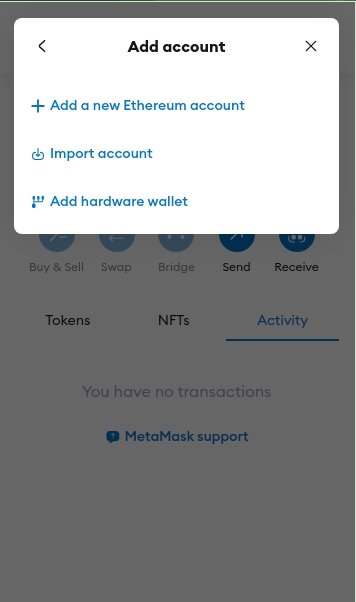 Add account
Add a new Ethereum account
Import account
Add hardware wallet
Buy & Sell Swap Bridge Send Receive
Tokens NFTs Activity
You have no transactions
MetaMask support